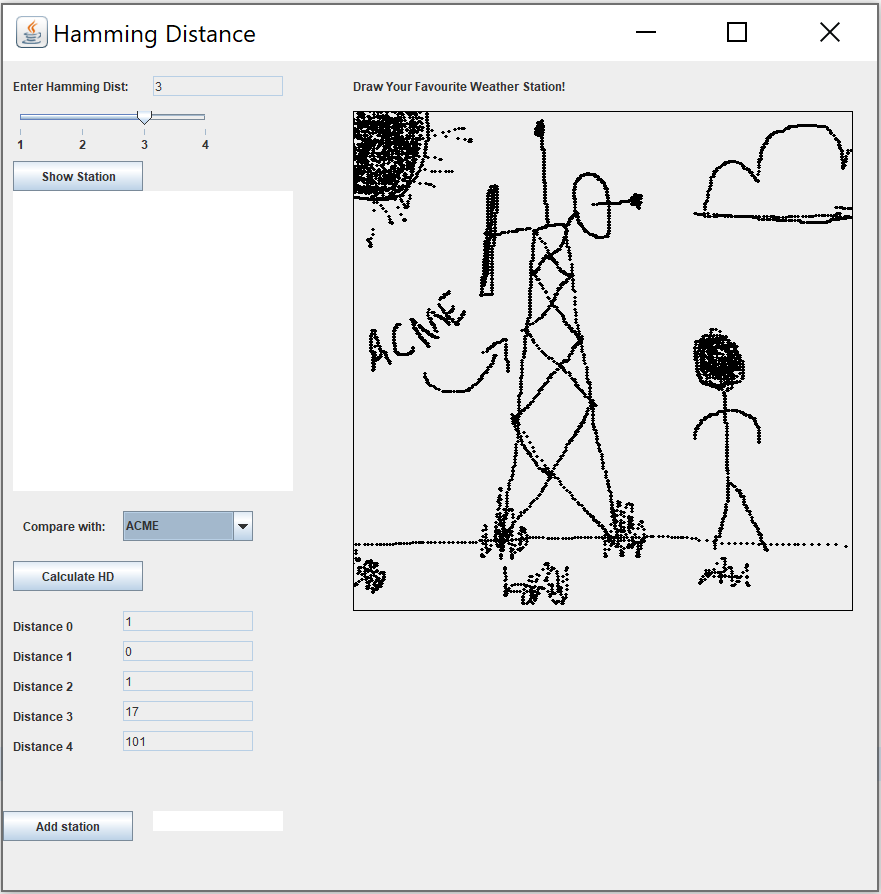 Hamming Distance
Enter Hamming Dist: 3
1 2 3 4
Show Station
Compare with: ACME
Calculate HD
Distance 0 1
Distance 1 0
Distance 2 1
Distance 3 17
Distance 4 101
Add station
Draw Your Favourite Weather Station!
ACME